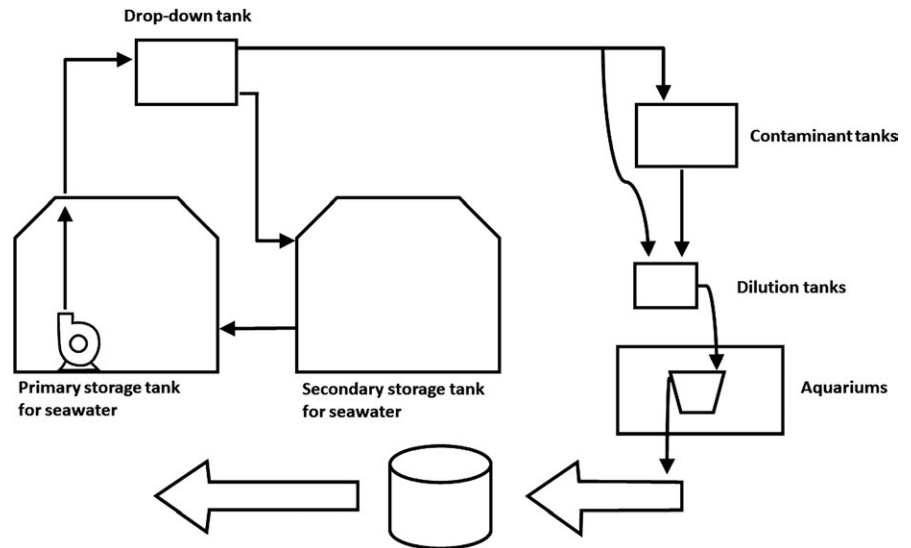 Drop-down tank
Contaminant tanks
Dilution tanks
Primary storage tank
for seawater
Secondary storage tank
for seawater
Aquariums